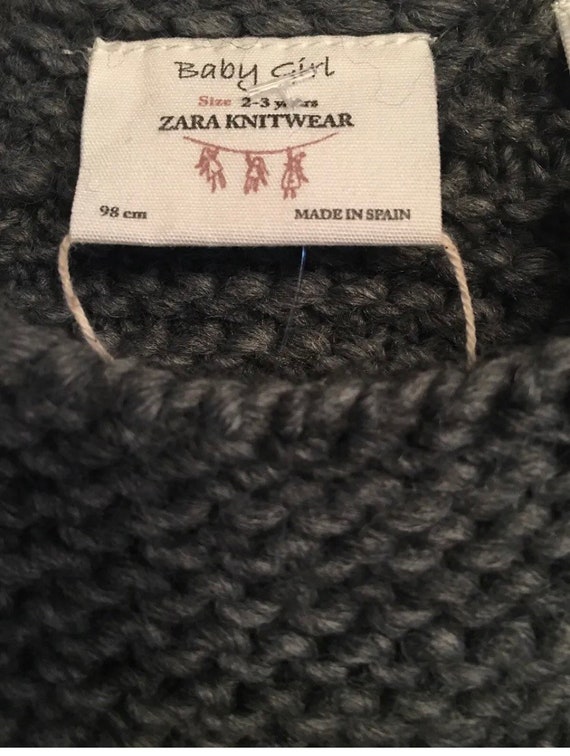 Baby Girl
Size 2-3 years
ZARA KNITWEAR
98 cm MADE IN SPAIN